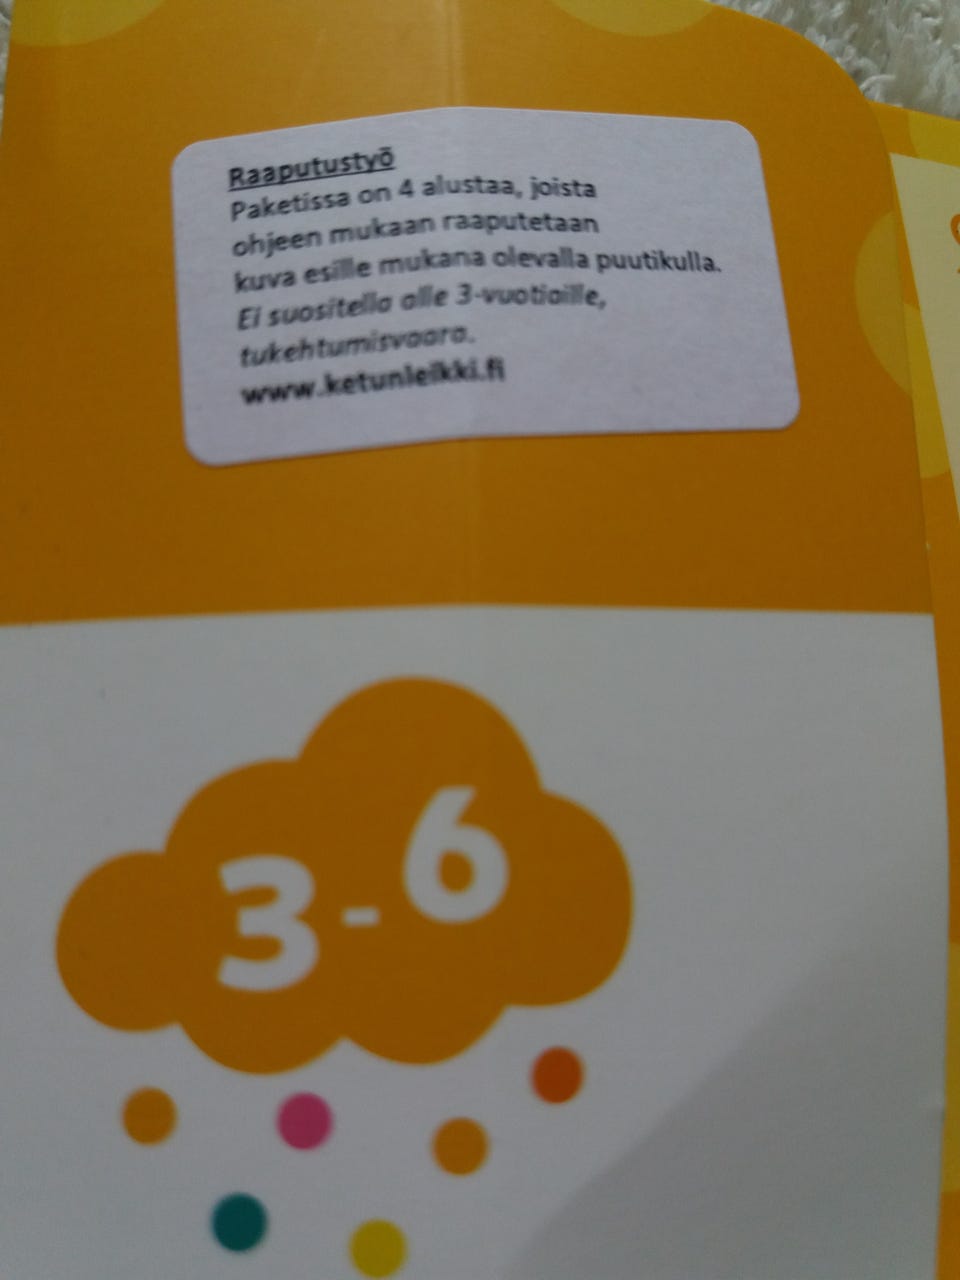 Raaputustyö
Paketissa on 4 alustaa, joista
ohjeen mukaan raaputetaan
kuva esille mukana olevalla puutikulla.
Ei suositella alle 3-vuotiaille,
tukehtumisvaara.
www.ketunleikki.fi
3-6